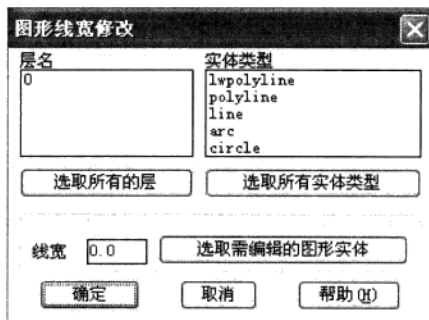 图形线宽修改
层名
实体类型
0
lwpolyline
polyline
line
arc
circle
选取所有的层
选取所有实体类型
线宽 0.0 选取需编辑的图形实体
确定 取消 帮助(H)